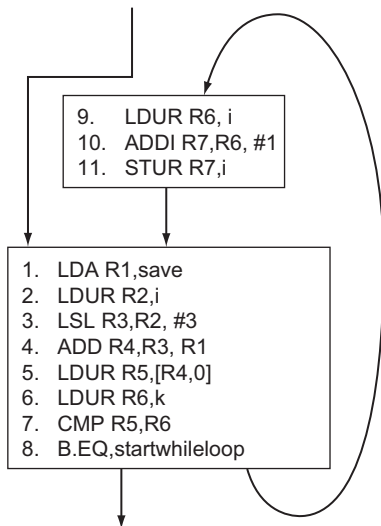 9. LDUR R6, i
10. ADDI R7,R6, #1
11. STUR R7,i
1. LDA R1,save
2. LDUR R2,i
3. LSL R3,R2, #3
4. ADD R4,R3, R1
5. LDUR R5,[R4,0]
6. LDUR R6,k
7. CMP R5,R6
8. B.EQ,startwhileloop